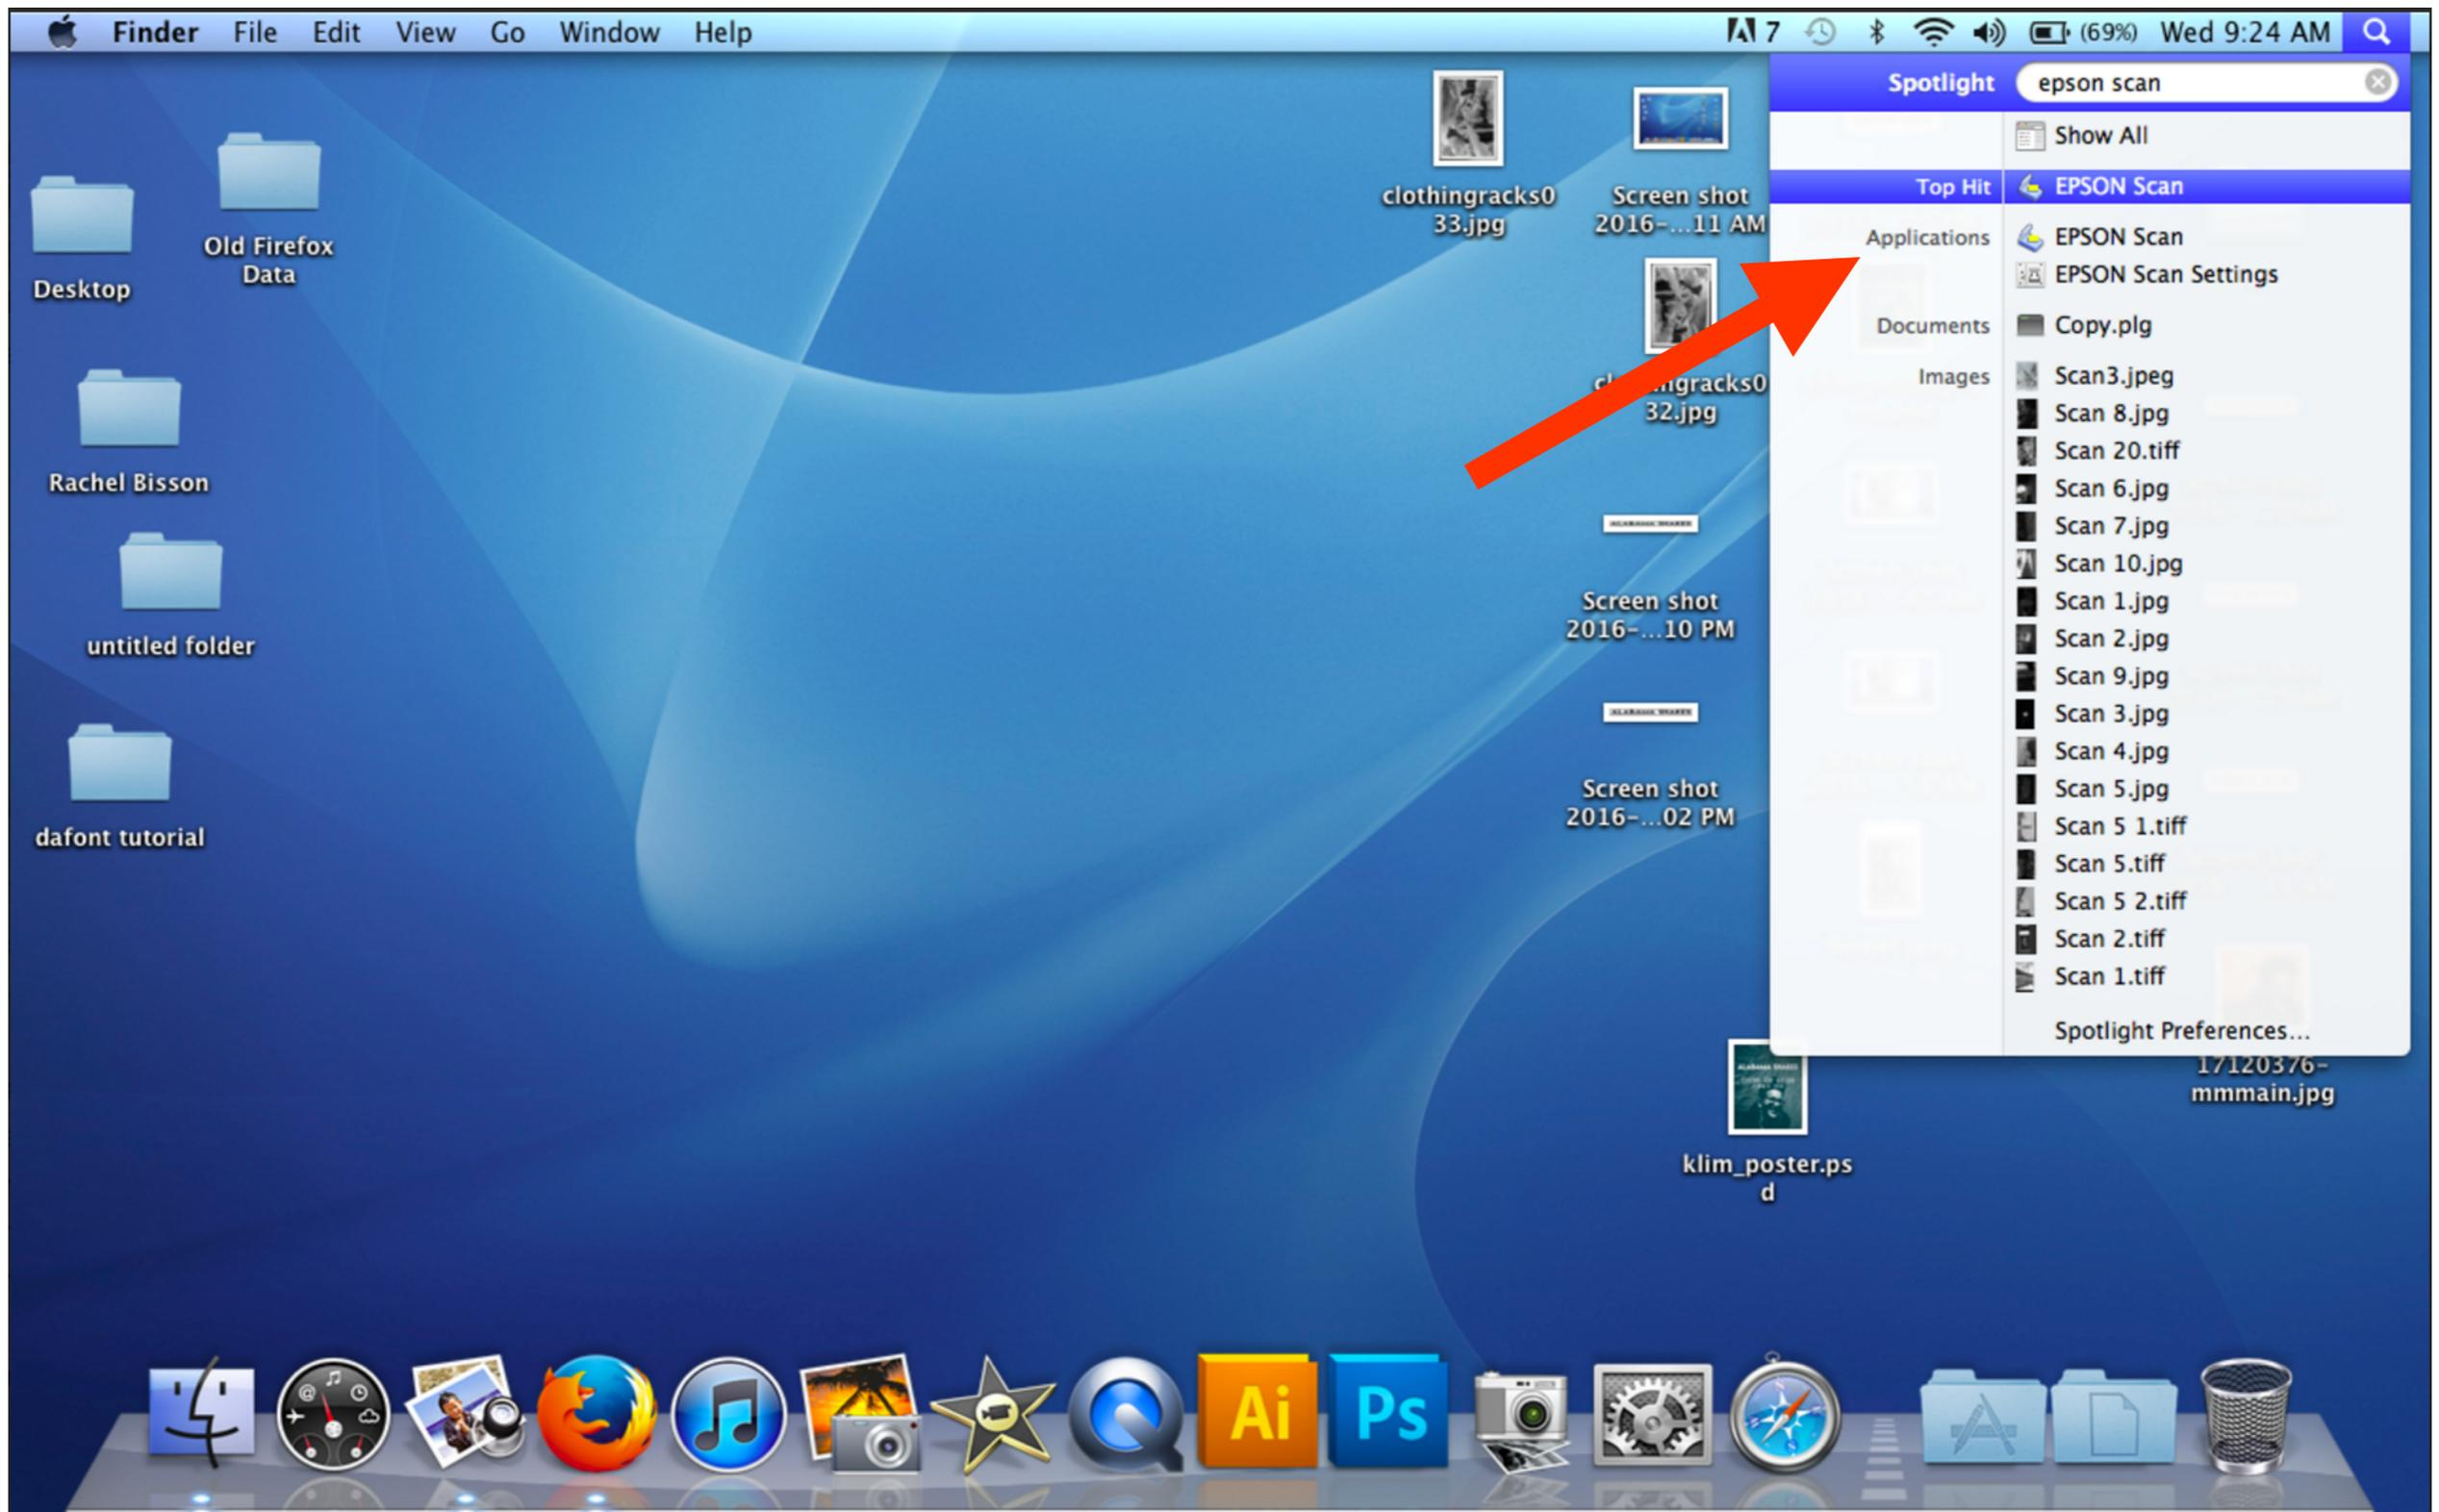 Finder File Edit View Go Window Help 7 (69%) Wed 9:24 AM
Spotlight epson scan
Show All
Top Hit EPSON Scan
Applications EPSON Scan
EPSON Scan Settings
Documents Copy.plg
Images Scan3.jpeg
Scan 8.jpg
Scan 20.tiff
Scan 6.jpg
Scan 7.jpg
Scan 10.jpg
Scan 1.jpg
Scan 2.jpg
Scan 9.jpg
Scan 3.jpg
Scan 4.jpg
Scan 5.jpg
Scan 5 1.tiff
Scan 5.tiff
Scan 5 2.tiff
Scan 2.tiff
Scan 1.tiff
Spotlight Preferences...
Desktop
Old Firefox
Data
Rachel Bisson
untitled folder
dafont tutorial
clothingracks0
33.jpg
Screen shot
2016-...11 AM
32.jpg
ALABAMA SHAKES
Screen shot
2016-...10 PM
ALABAMA SHAKES
Screen shot
2016-...02 PM
ALABAMA SHAKES
klim_poster.ps
d
17120376-
mmmain.jpg
Ai
Ps